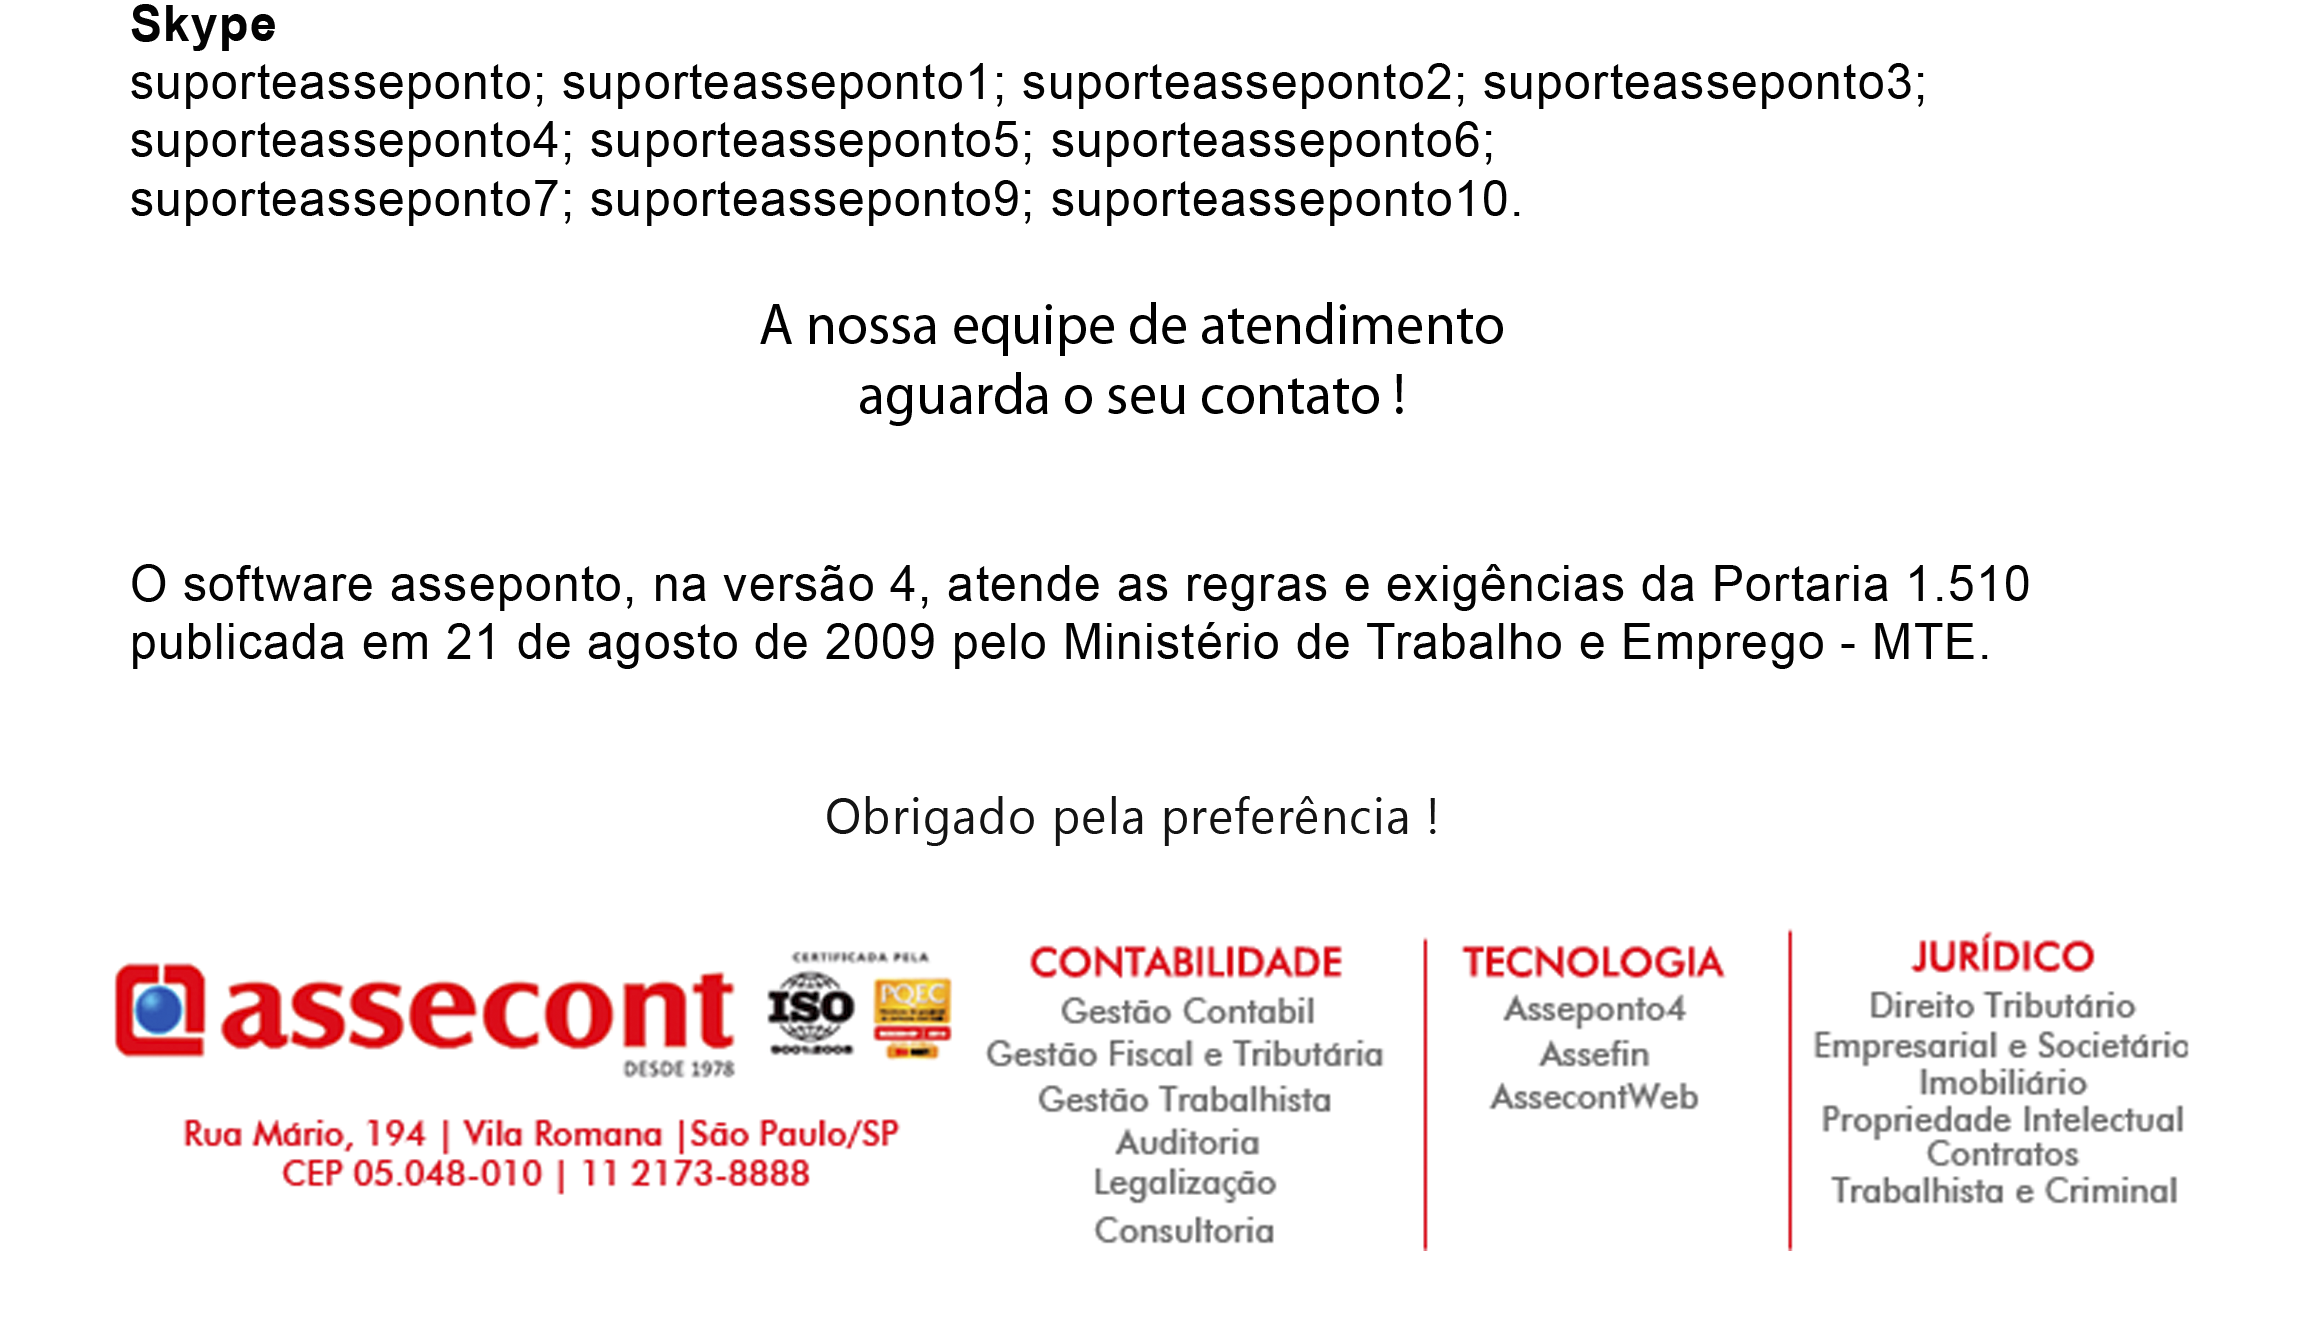 Skype
suporteasseponto; suporteasseponto1; suporteasseponto2; suporteasseponto3;
suporteasseponto4; suporteasseponto5; suporteasseponto6;
suporteasseponto7; suporteasseponto9; suporteasseponto10.
A nossa equipe de atendimento
aguarda o seu contato !
O software asseponto, na versão 4, atende as regras e exigências da Portaria 1.510
publicada em 21 de agosto de 2009 pelo Ministério de Trabalho e Emprego - MTE.
Obrigado pela preferência !
assecont
DESDE 1978
CERTIFICADA PELA
ISO
9001:2008
PQEC
Rua Mário, 194 | Vila Romana |São Paulo/SP
CEP 05.048-010 | 11 2173-8888
CONTABILIDADE
Gestão Contabil
Gestão Fiscal e Tributária
Gestão Trabalhista
Auditoria
Legalização
Consultoria
TECNOLOGIA
Asseponto4
Assefin
AssecontWeb
JURÍDICO
Direito Tributário
Empresarial e Societário
Imobiliário
Propriedade Intelectual
Contratos
Trabalhista e Criminal